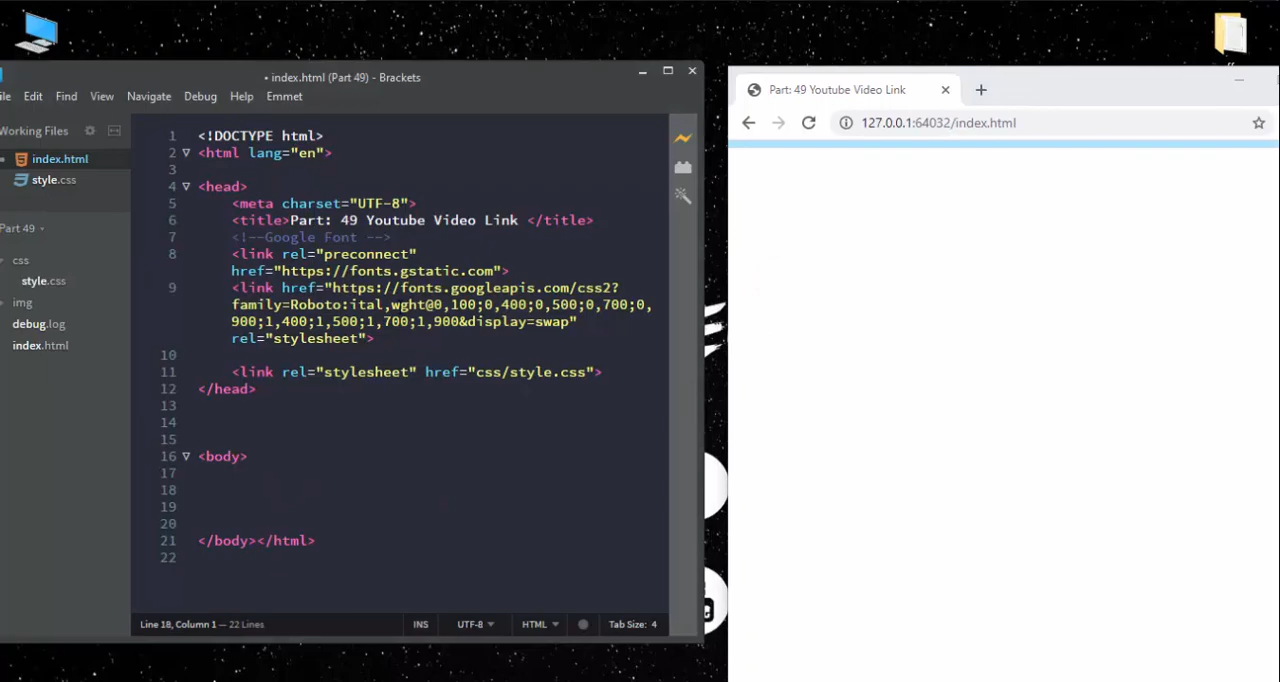 • index.html (Part 49) - Brackets
ile Edit Find View Navigate Debug Help Emmet
Working Files
index.html
style.css
Part 49
css
style.css
img
debug.log
index.html
1 <!DOCTYPE html>
2 <html lang="en">
3
4 <head>
5 <meta charset="UTF-8">
6 <title>Part: 49 Youtube Video Link </title>
7 <!--Google Font -->
8 <link rel="preconnect"
href="https://fonts.gstatic.com">
9 <link href="https://fonts.googleapis.com/css2?
family=Roboto:ital,wght@0,100;0,400;0,500;0,700;0,
900;1,400;1,500;1,700;1,900&display=swap"
rel="stylesheet">
10
11 <link rel="stylesheet" href="css/style.css">
12 </head>
13
14
15
16 <body>
17
18
19
20
21 </body></html>
22
Line 18, Column 1 — 22 Lines
INS UTF-8 HTML Tab Size: 4
Part: 49 Youtube Video Link
127.0.0.1:64032/index.html